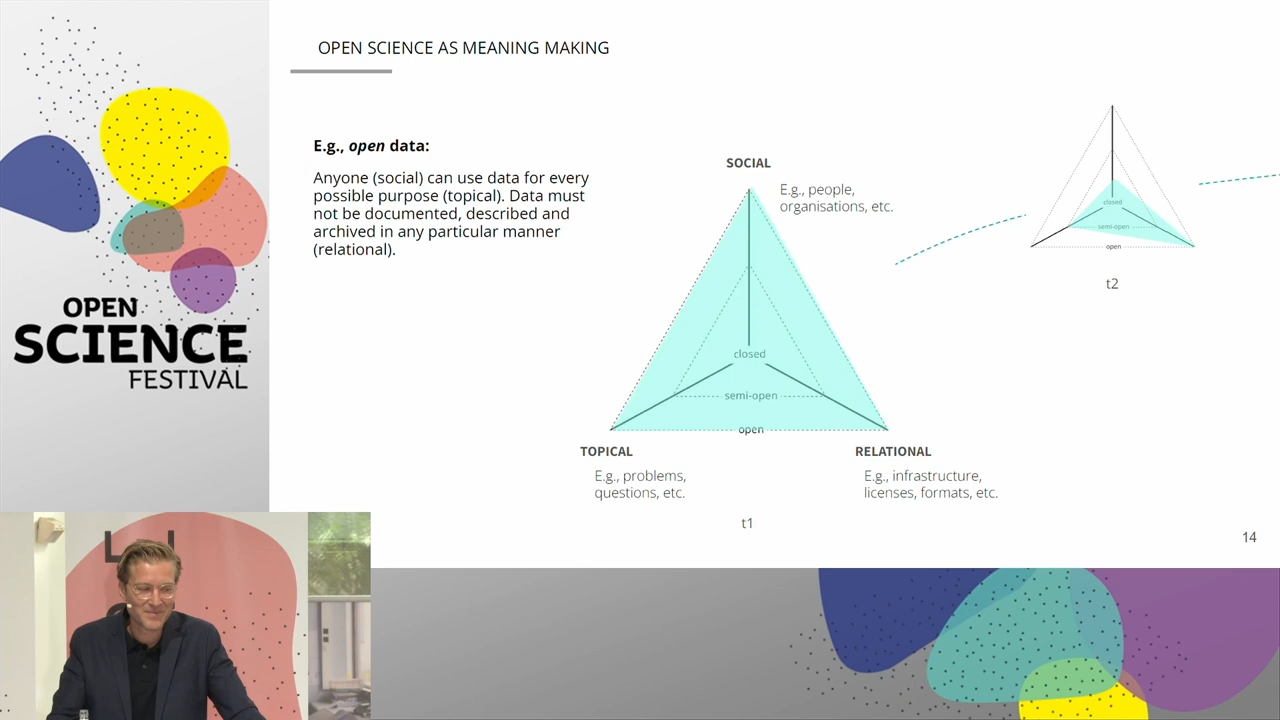 OPEN
SCIENCE
FESTIVAL
OPEN SCIENCE AS MEANING MAKING
E.g., open data:
Anyone (social) can use data for every
possible purpose (topical). Data must
not be documented, described and
archived in any particular manner
(relational).
SOCIAL
E.g., people,
organisations, etc.
closed
semi-open
open
TOPICAL
E.g., problems,
questions, etc.
RELATIONAL
E.g., infrastructure,
licenses, formats, etc.
t1
closed
semi-open
open
t2
14